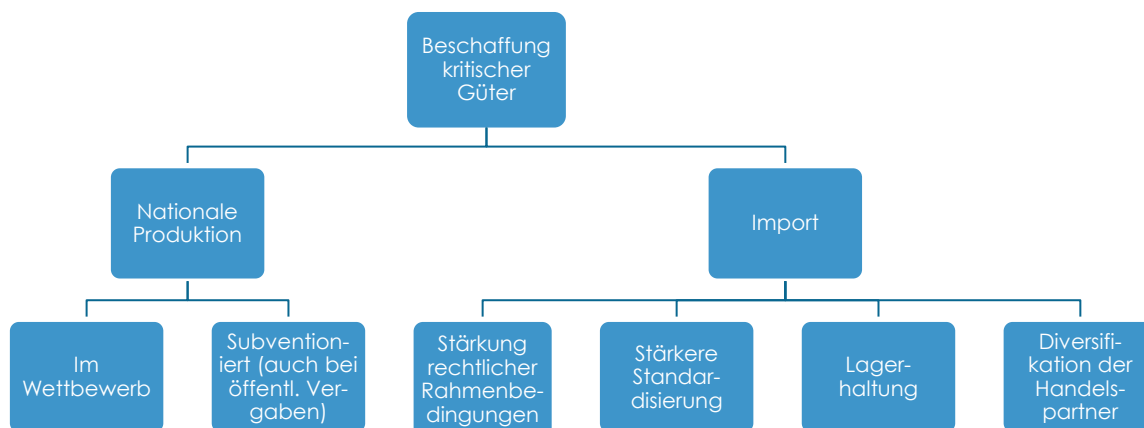 Beschaffung
kritischer
Güter
Nationale
Produktion
Import
Im
Wettbewerb
Subvention-
iert (auch bei
öffentl. Ver-
gaben)
Stärkung
rechtlicher
Rahmenbe-
dingungen
Stärkere
Standar-
disierung
Lager-
haltung
Diversifi-
kation der
Handels-
partner